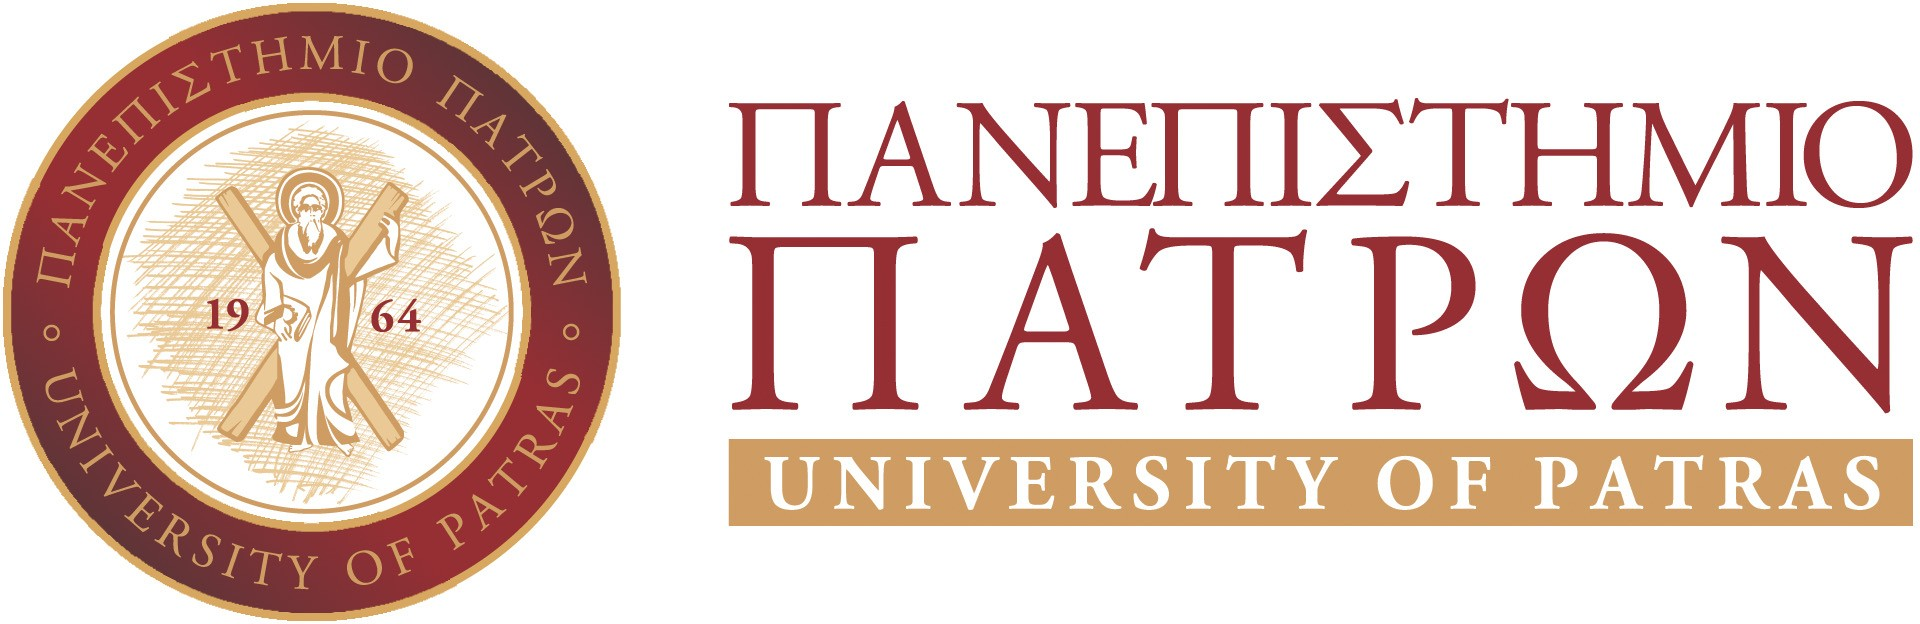 ΠΑΝΕΠΙΣΤΗΜΙΟ ΠΑΤΡΩΝ
19 64
UNIVERSITY OF PATRAS
ΠΑΝΕΠΙΣΤΗΜΙΟ
ΠΑΤΡΩΝ
UNIVERSITY OF PATRAS